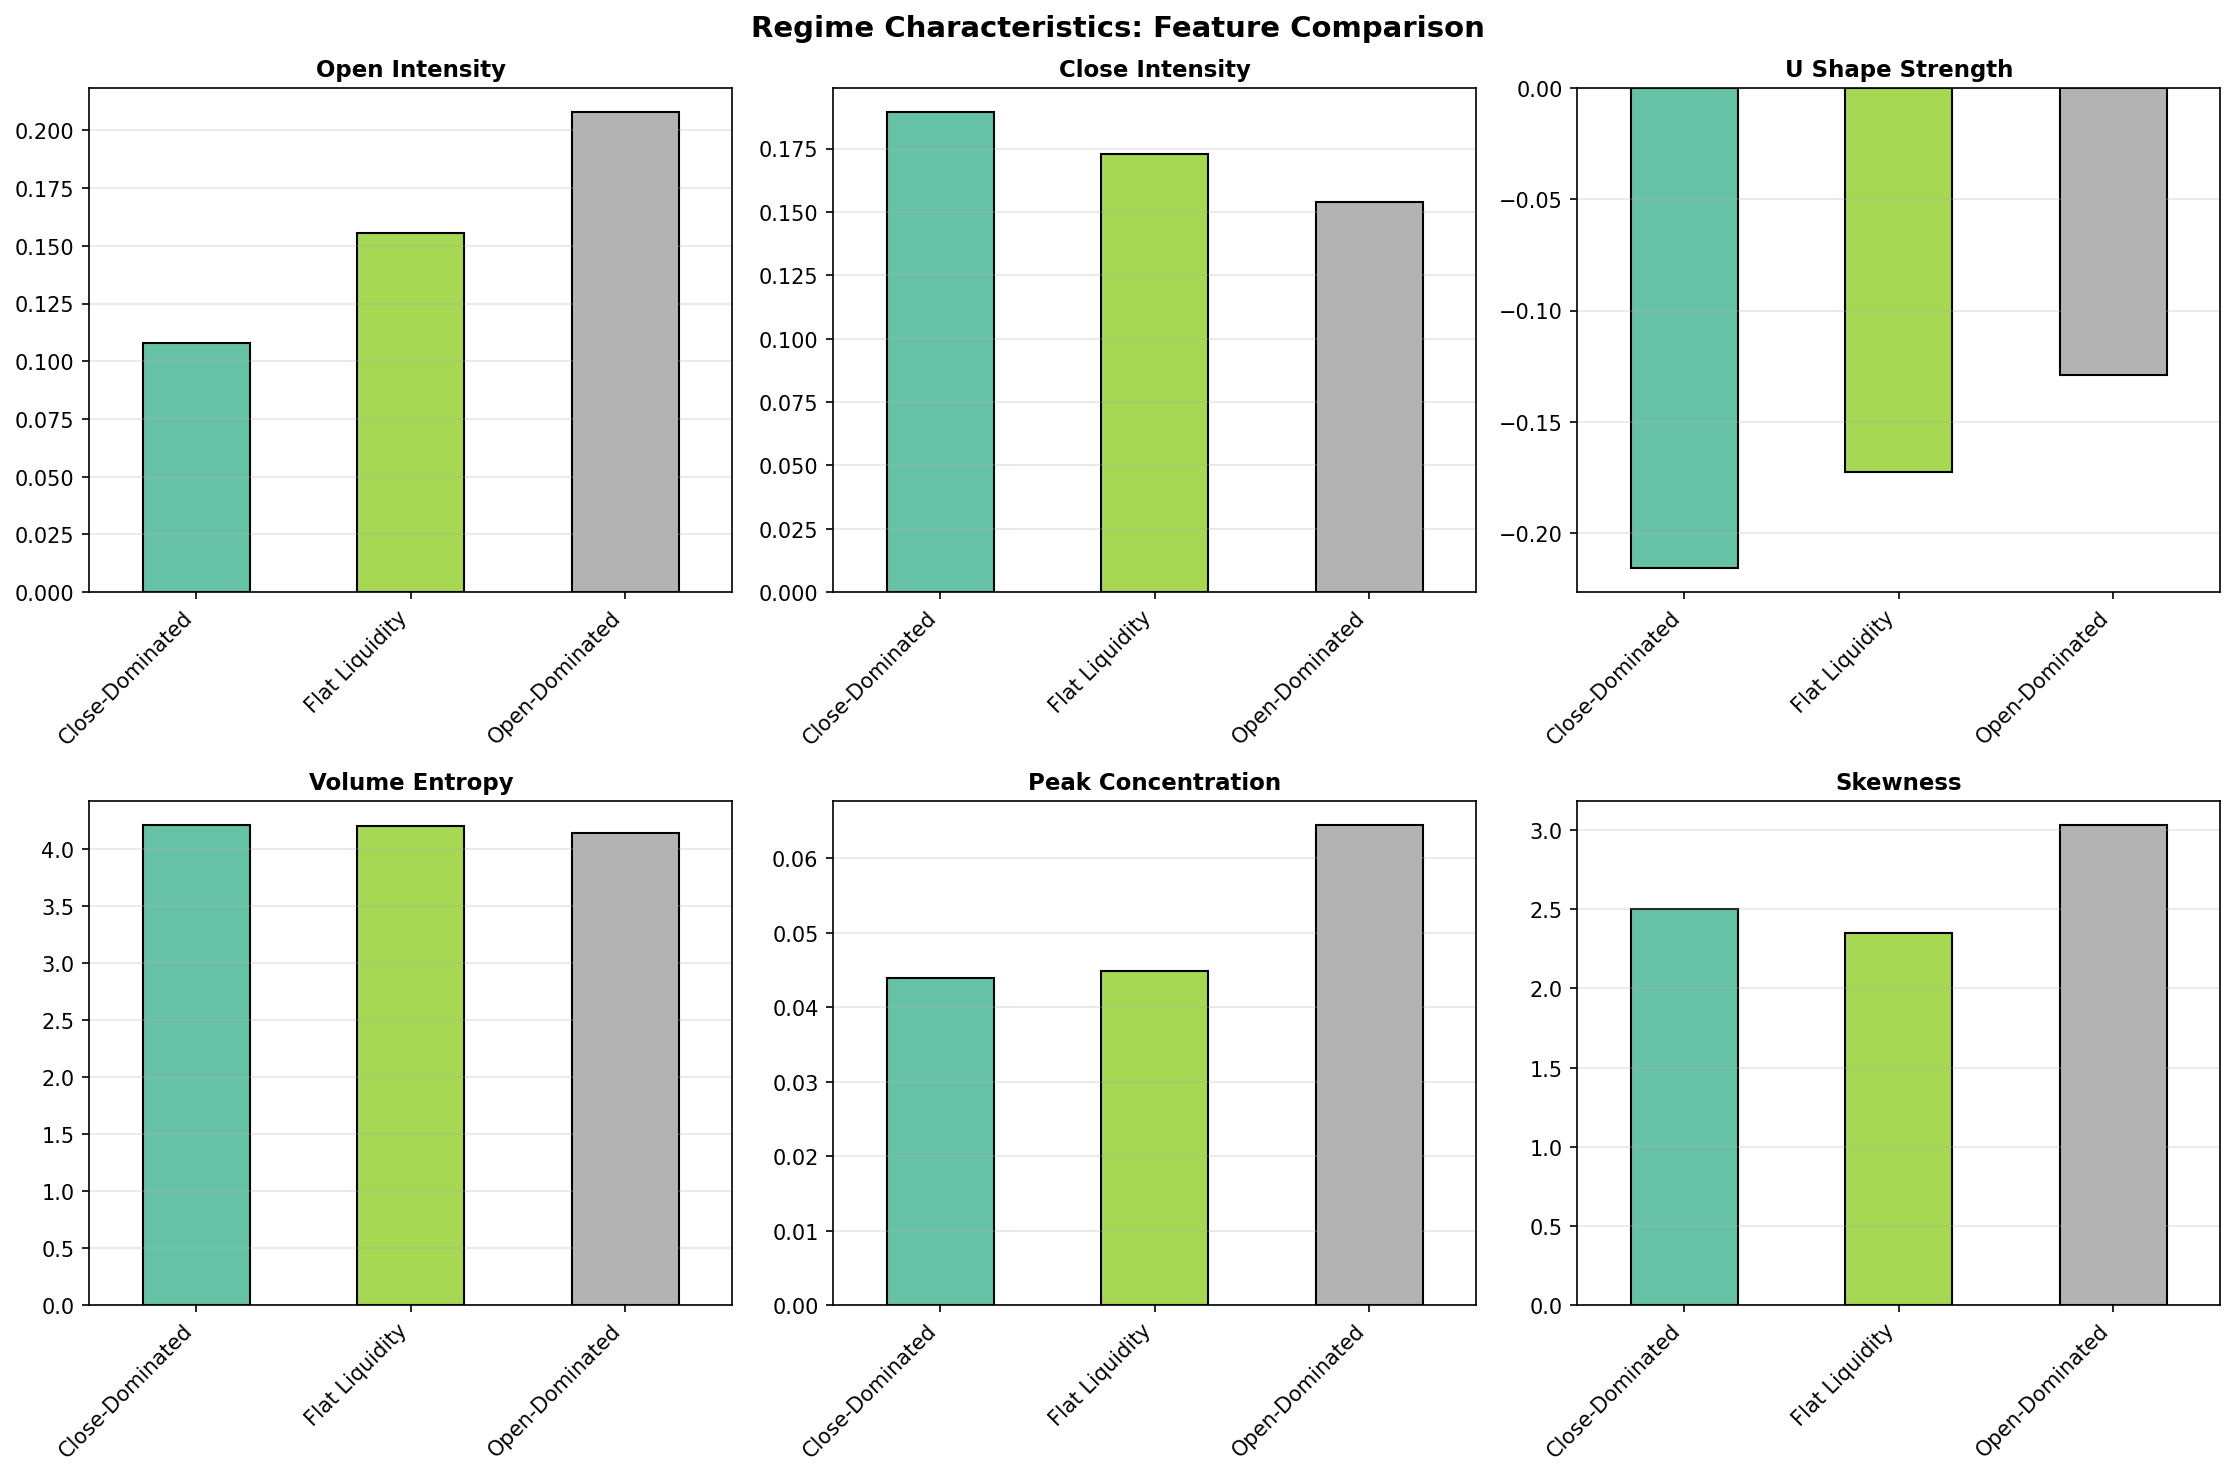 Regime Characteristics: Feature Comparison
Open Intensity
0.200
0.175
0.150
0.125
0.100
0.075
0.050
0.025
0.000
Close-Dominated
Flat Liquidity
Open-Dominated
Close Intensity
0.175
0.150
0.125
0.100
0.075
0.050
0.025
0.000
Close-Dominated
Flat Liquidity
Open-Dominated
U Shape Strength
0.00
−0.05
−0.10
−0.15
−0.20
Close-Dominated
Flat Liquidity
Open-Dominated
Volume Entropy
4.0
3.5
3.0
2.5
2.0
1.5
1.0
0.5
0.0
Close-Dominated
Flat Liquidity
Open-Dominated
Peak Concentration
0.06
0.05
0.04
0.03
0.02
0.01
0.00
Close-Dominated
Flat Liquidity
Open-Dominated
Skewness
3.0
2.5
2.0
1.5
1.0
0.5
0.0
Close-Dominated
Flat Liquidity
Open-Dominated